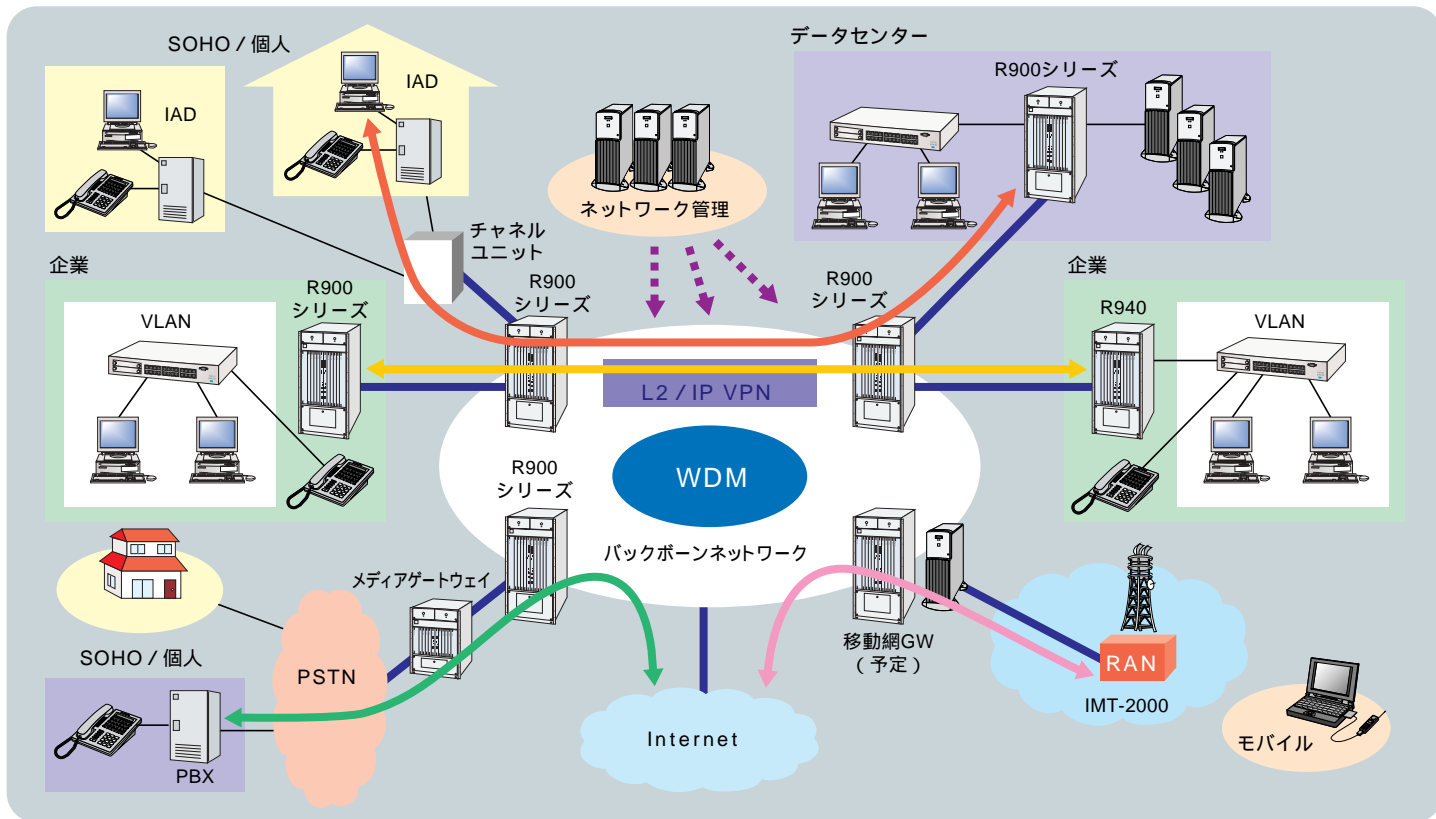 SOHO / 個人
IAD
IAD
チャネル
ユニット
ネットワーク管理
データセンター
R900シリーズ
企業
R900
シリーズ
VLAN
R900
シリーズ
R900
シリーズ
企業
R940
VLAN
L2 / IP VPN
WDM
バックボーンネットワーク
R900
シリーズ
メディアゲートウェイ
SOHO / 個人
PSTN
PBX
Internet
移動網GW
(予定)
RAN
IMT-2000
モバイル